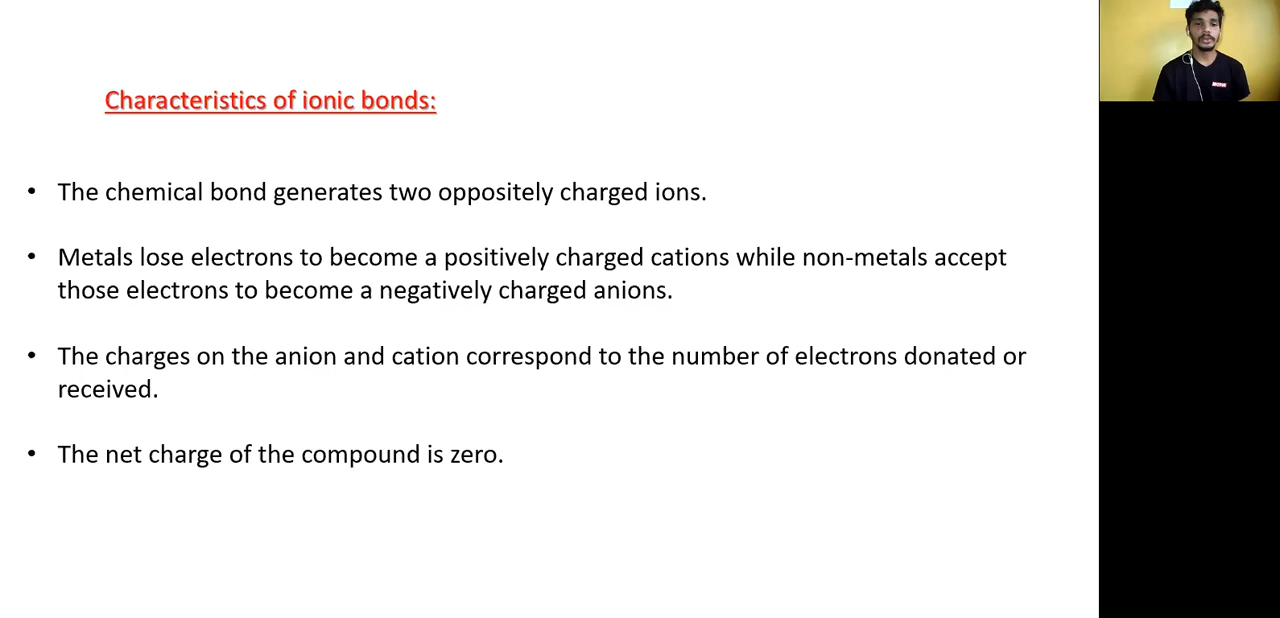 Characteristics of ionic bonds:
• The chemical bond generates two oppositely charged ions.
• Metals lose electrons to become a positively charged cations while non-metals accept
those electrons to become a negatively charged anions.
• The charges on the anion and cation correspond to the number of electrons donated or
received.
• The net charge of the compound is zero.